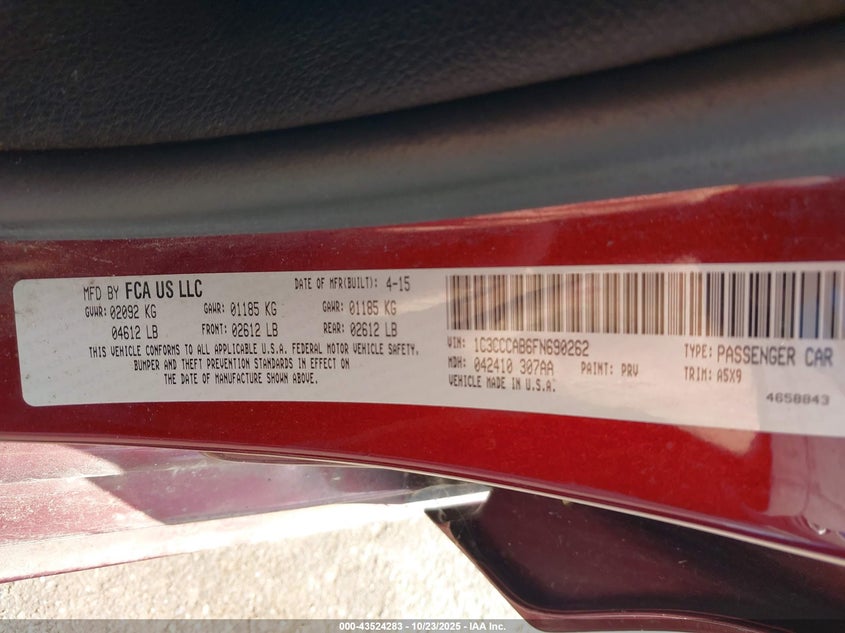 MFD BY FCA US LLC DATE OF MFR(BUILT): 4-15
GVWR: 02092 KG GAWR: 01185 KG GAWR: 01185 KG
04612 LB FRONT: 02612 LB REAR: 02612 LB
THIS VEHICLE CONFORMS TO ALL APPLICABLE U.S.A. FEDERAL MOTOR VEHICLE SAFETY,
BUMPER AND THEFT PREVENTION STANDARDS IN EFFECT ON
THE DATE OF MANUFACTURE SHOWN ABOVE.
VIN: 1C3CCCAB6FN690262 TYPE: PASSENGER CAR
MDH: 042410 307AA PAINT: PRV TRIM: A5X9
VEHICLE MADE IN U.S.A.
4658843
000-43524283 - 10/23/2025 - IAA Inc.